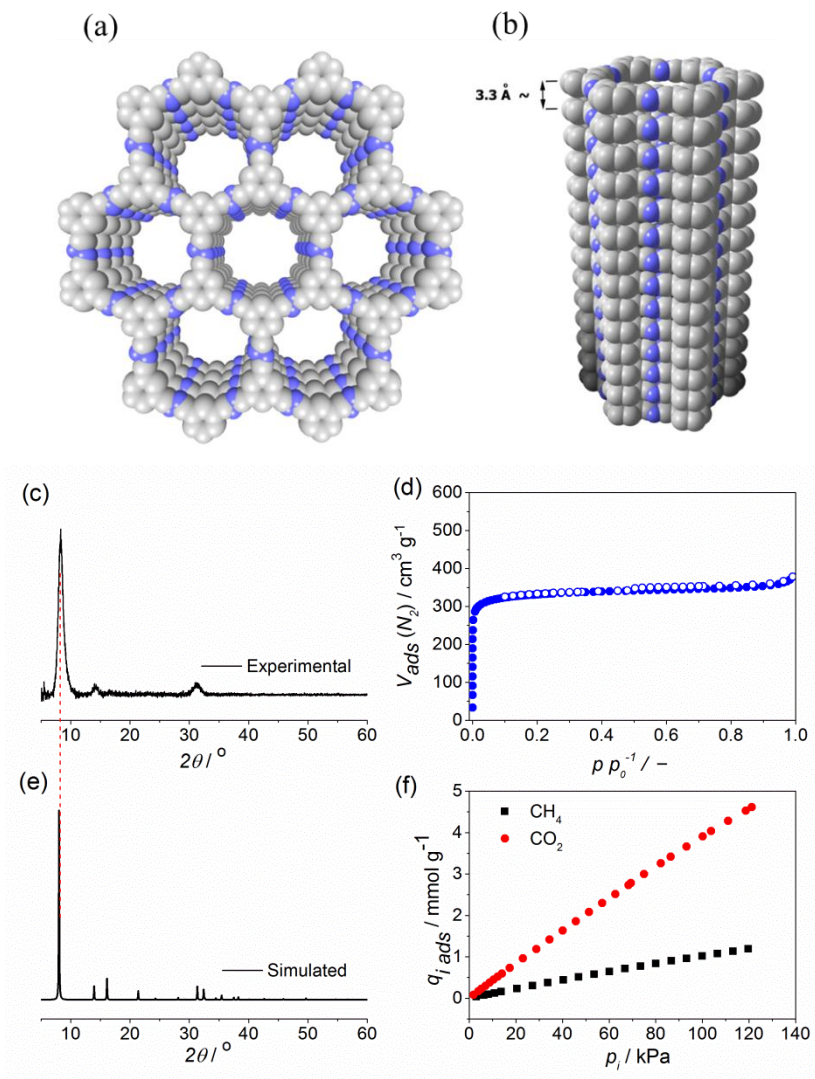 (a)
(b)
3.3 Å ~
(c)
Experimental
10 20 30 40 50 60
2θ / °
(d)
600
500
400
300
200
100
0
V_ads (N_2) / cm^3 g^-1
0.0 0.2 0.4 0.6 0.8 1.0
p p_0^-1 / –
(e)
Simulated
10 20 30 40 50 60
2θ / °
(f)
CH_4
CO_2
5
4
3
2
1
0
q_i ads / mmol g^-1
0 20 40 60 80 100 120 140
p_i / kPa